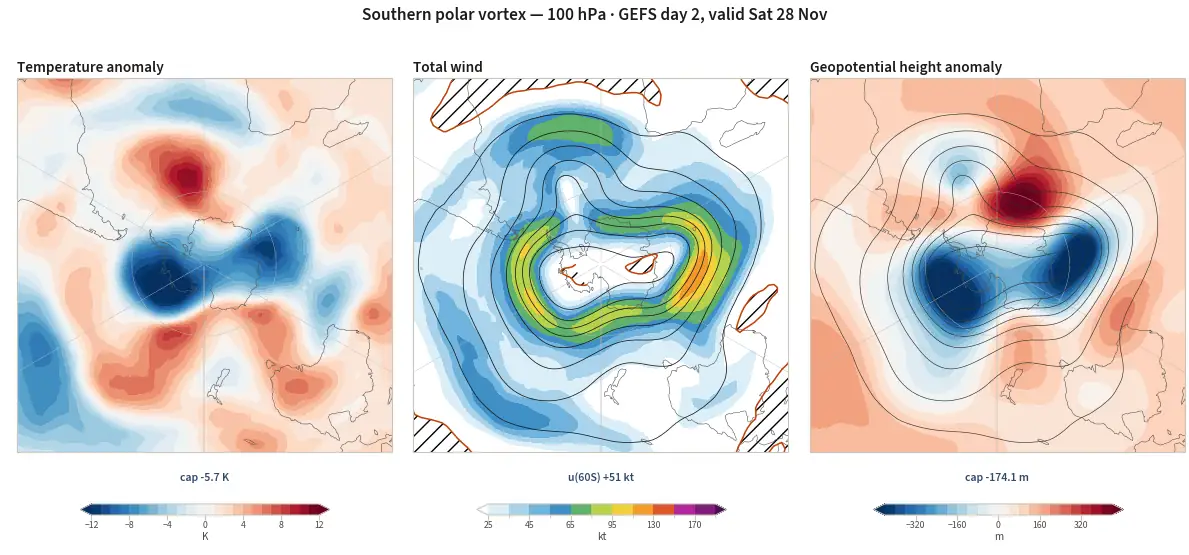 Southern polar vortex — 100 hPa · GEFS day 2, valid Sat 28 Nov
Temperature anomaly
Total wind
Geopotential height anomaly
cap -5.7 K
u(60S) +51 kt
cap -174.1 m
−12 −8 −4 0 4 8 12
K
25 45 65 95 130 170
kt
−320 −160 0 160 320
m